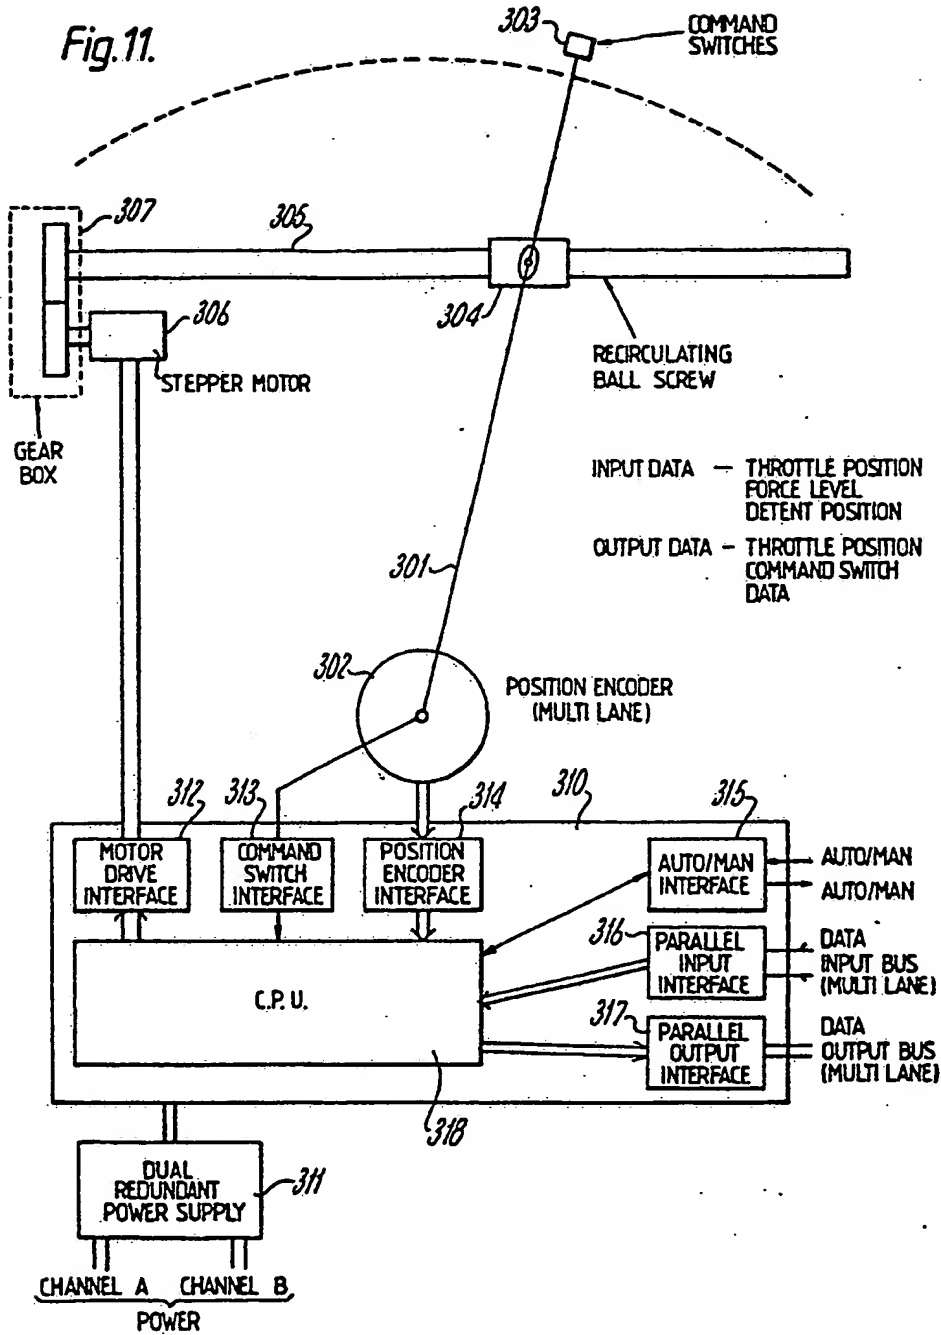 Fig. 11.
303
COMMAND
SWITCHES
307
305
304
306
STEPPER MOTOR
RECIRCULATING
BALL SCREW
GEAR
BOX
INPUT DATA — THROTTLE POSITION
FORCE LEVEL
DETENT POSITION
OUTPUT DATA — THROTTLE POSITION
COMMAND SWITCH
DATA
301
302
POSITION ENCODER
(MULTI LANE)
312
313
314
310
315
MOTOR
DRIVE
INTERFACE
COMMAND
SWITCH
INTERFACE
POSITION
ENCODER
INTERFACE
AUTO/MAN
INTERFACE
AUTO/MAN
AUTO/MAN
316
PARALLEL
INPUT
INTERFACE
DATA
INPUT BUS
(MULTI LANE)
C.P.U.
317
PARALLEL
OUTPUT
INTERFACE
DATA
OUTPUT BUS
(MULTI LANE)
318
DUAL
REDUNDANT
POWER SUPPLY
311
CHANNEL A CHANNEL B
POWER